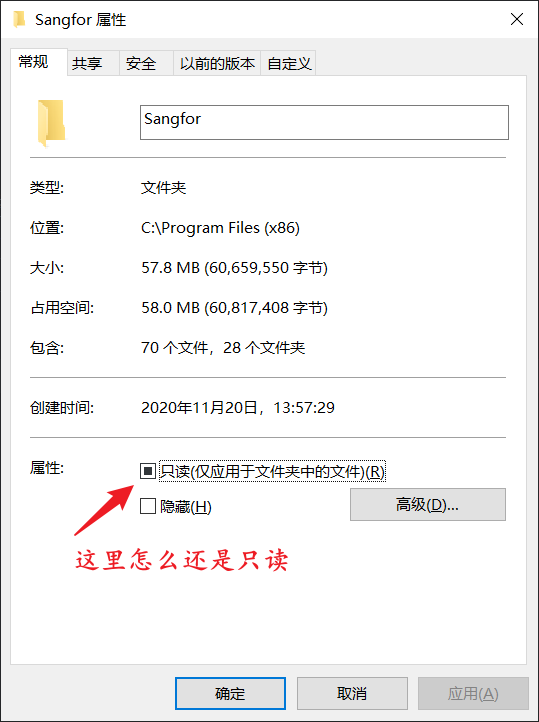 Sangfor 属性
常规 共享 安全 以前的版本 自定义
Sangfor
类型: 文件夹
位置: C:\Program Files (x86)
大小: 57.8 MB (60,659,550 字节)
占用空间: 58.0 MB (60,817,408 字节)
包含: 70 个文件，28 个文件夹
创建时间: 2020年11月20日，13:57:29
属性: 只读(仅应用于文件夹中的文件)(R)
隐藏(H) 高级(D)...
这里怎么还是只读
确定 取消 应用(A)